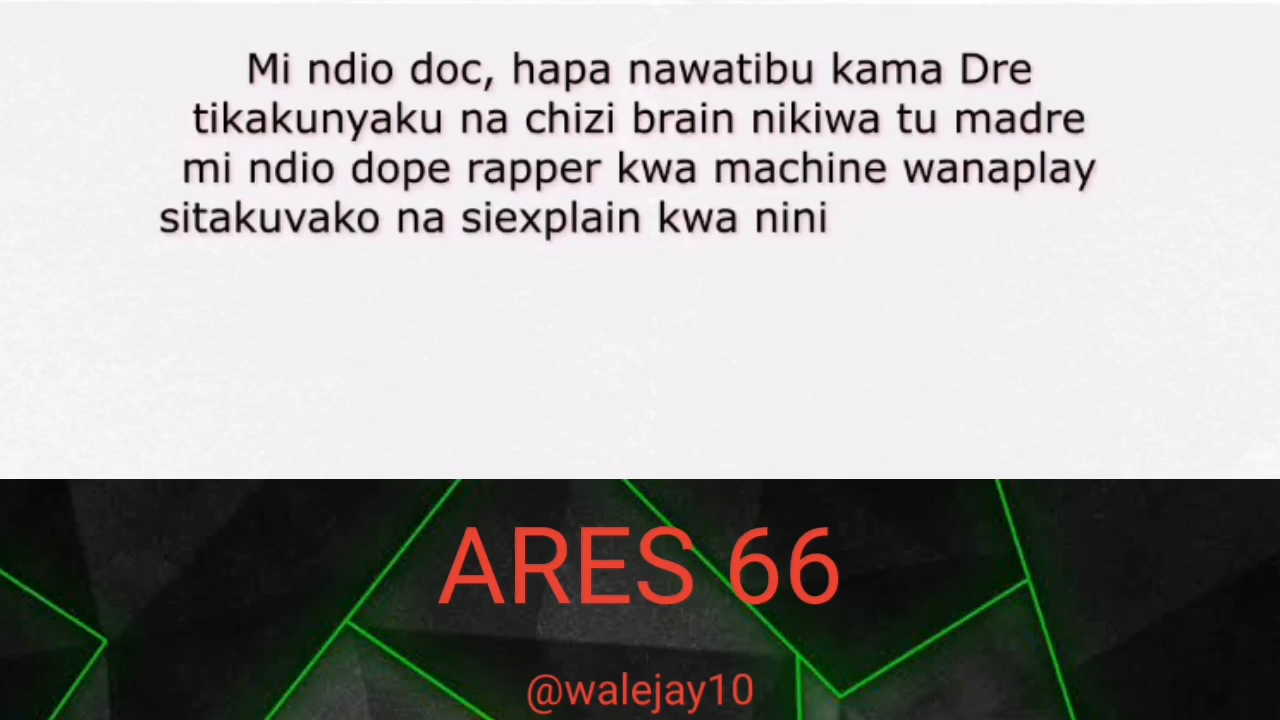 Mi ndio doc, hapa nawatibu kama Dre
tikakunyaku na chizi brain nikiwa tu madre
mi ndio dope rapper kwa machine wanaplay
sitakuvako na siexplain kwa nini
ARES 66
@walejay10